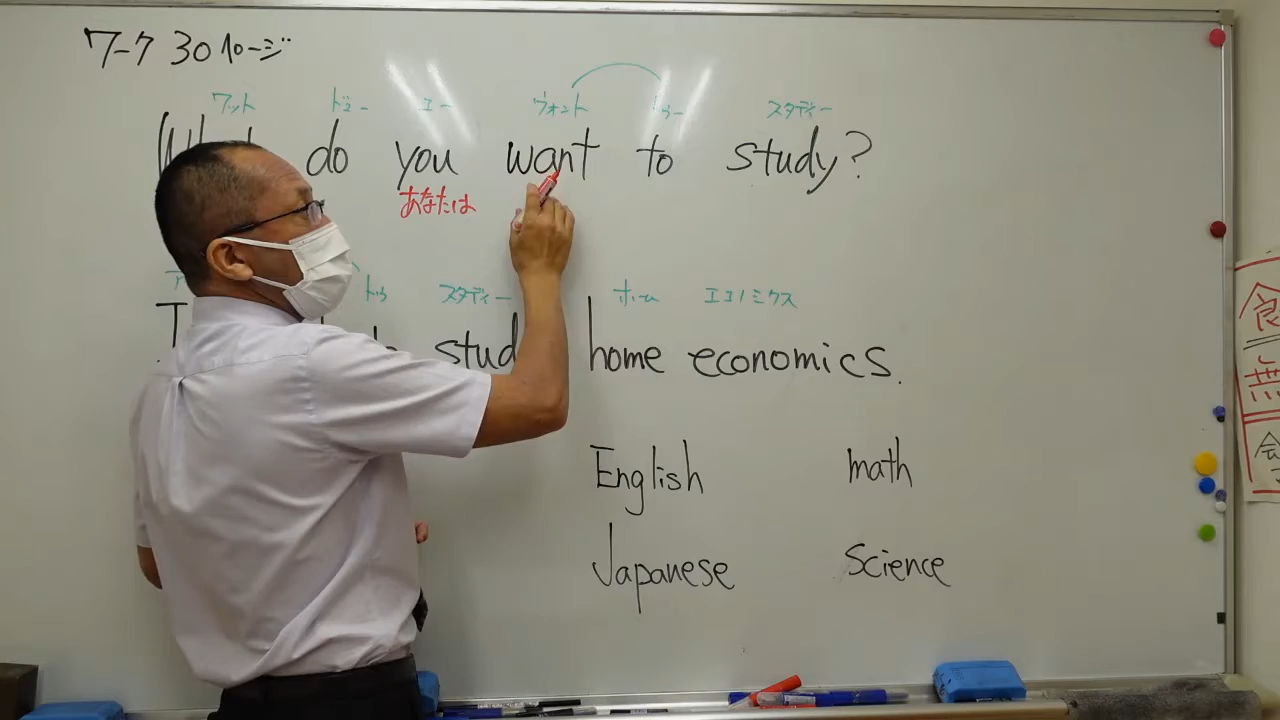 ワーク 30ページ
ワット ドゥー ユー ウォント トゥー スタディー
do you want to study?
あなたは
トゥ スタディー ホーム エコノミクス
I study home economics.
English math
Japanese Science
食
無